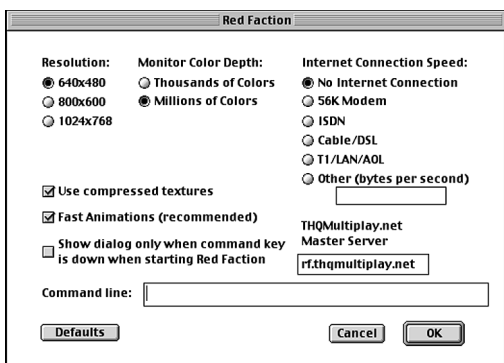 Red Faction
Resolution:
640x480
800x600
1024x768
Monitor Color Depth:
Thousands of Colors
Millions of Colors
Internet Connection Speed:
No Internet Connection
56K Modem
ISDN
Cable/DSL
T1/LAN/AOL
Other (bytes per second)
Use compressed textures
Fast Animations (recommended)
Show dialog only when command key
is down when starting Red Faction
THQMultiplay.net
Master Server
rf.thqmultiplay.net
Command line:
Defaults
Cancel
OK